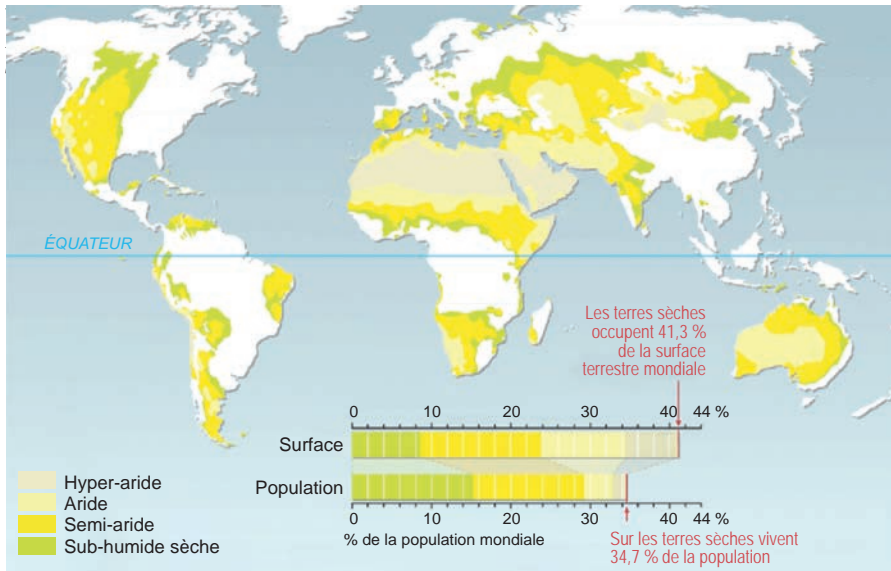 ÉQUATEUR
Les terres sèches
occupent 41,3 %
de la surface
terrestre mondiale
0 10 20 30 40 44 %
Surface
Population
0 10 20 30 40 44 %
% de la population mondiale
Sur les terres sèches vivent
34,7 % de la population
Hyper-aride
Aride
Semi-aride
Sub-humide sèche